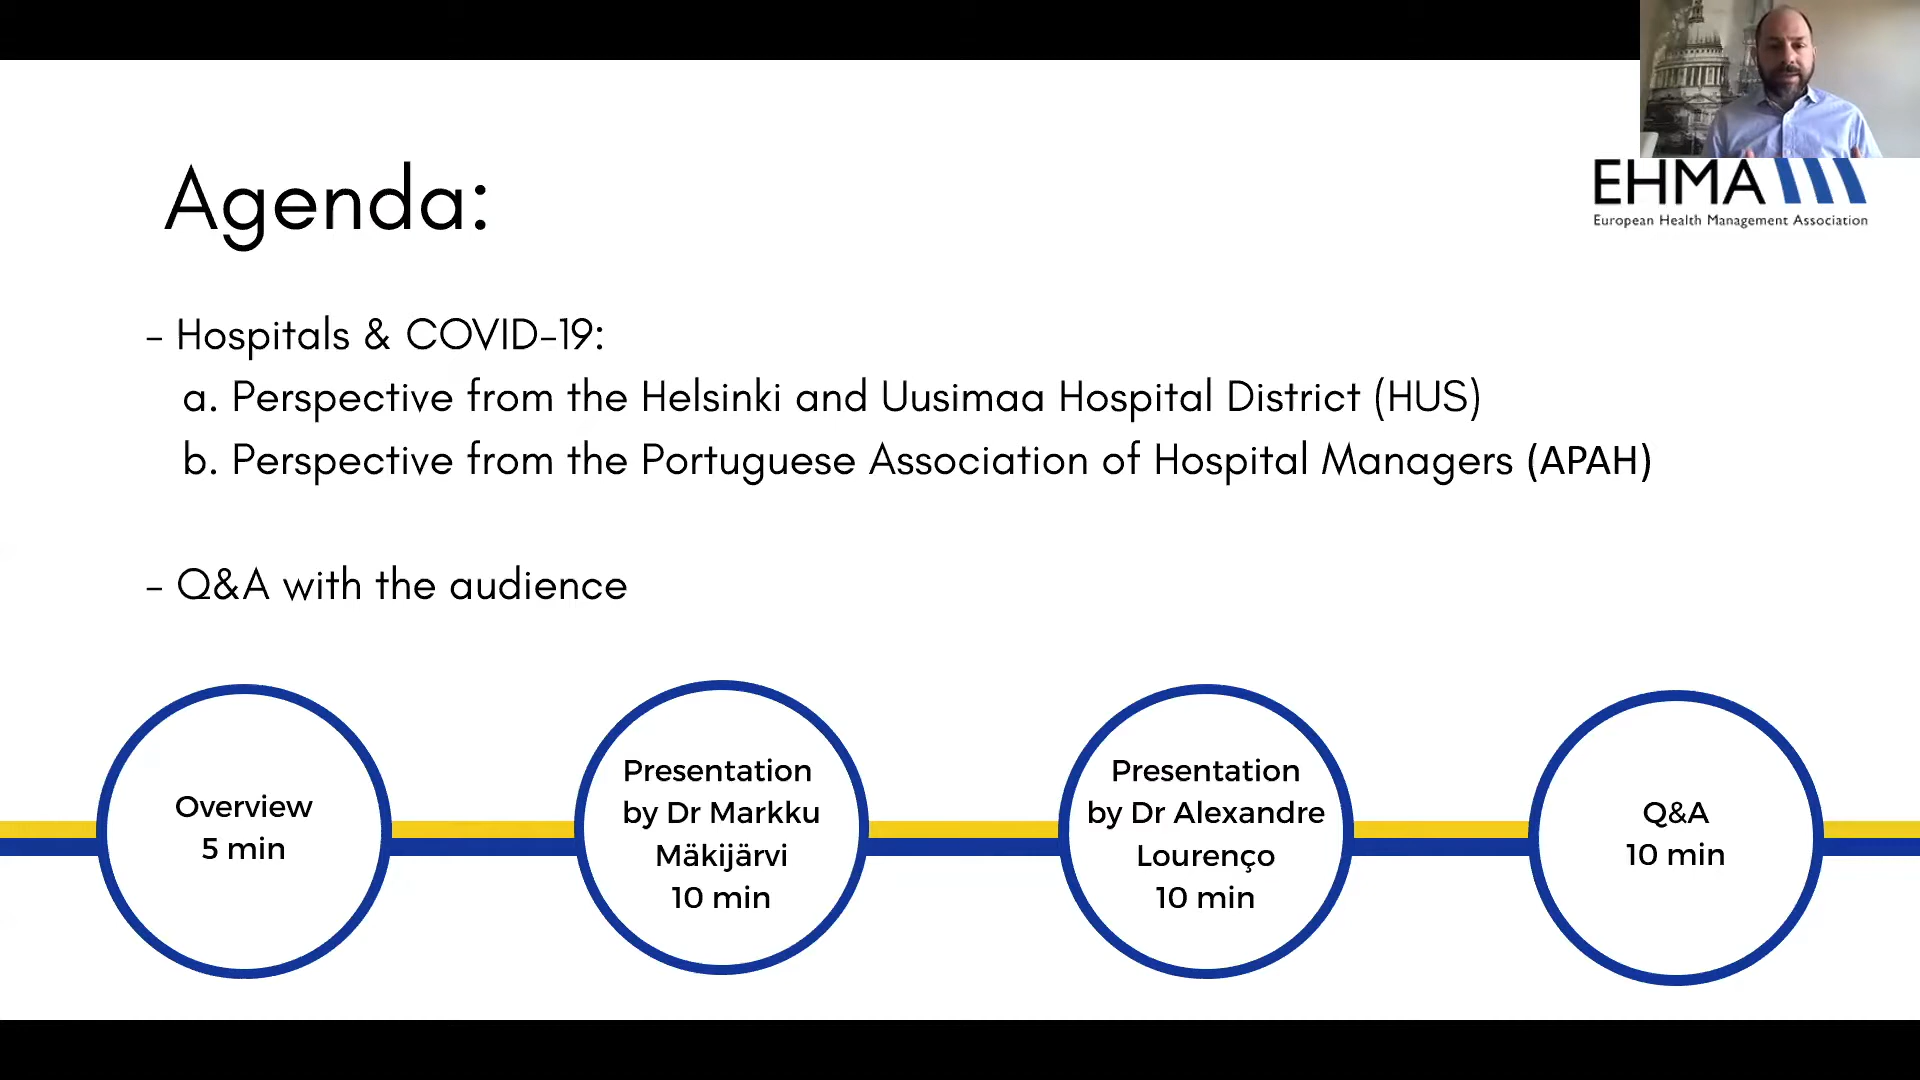 Agenda:
EHMA
European Health Management Association
- Hospitals & COVID-19:
a. Perspective from the Helsinki and Uusimaa Hospital District (HUS)
b. Perspective from the Portuguese Association of Hospital Managers (APAH)
- Q&A with the audience
Overview
5 min
Presentation
by Dr Markku
Mäkijärvi
10 min
Presentation
by Dr Alexandre
Lourenço
10 min
Q&A
10 min